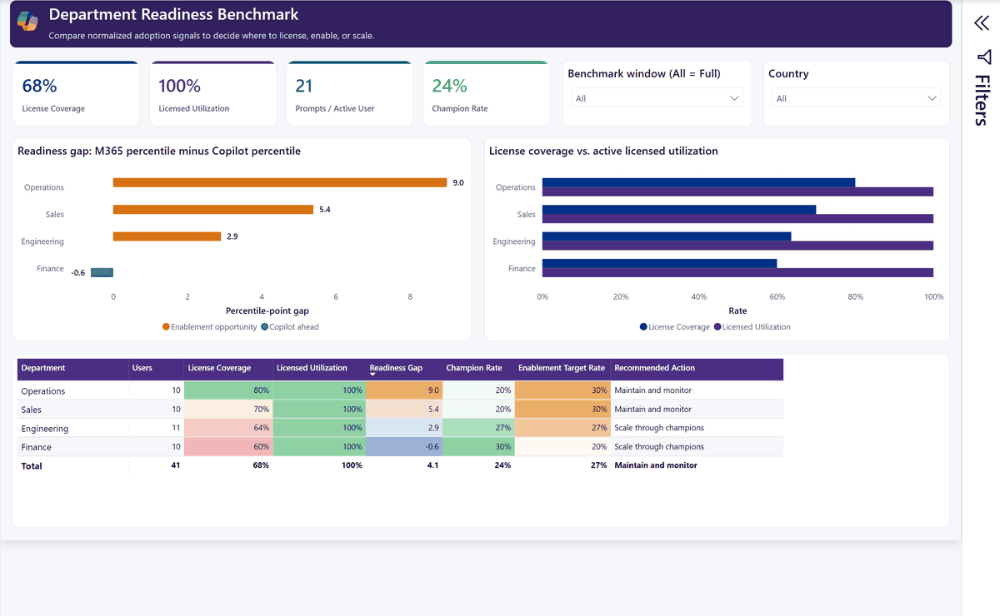 Department Readiness Benchmark
Compare normalized adoption signals to decide where to license, enable, or scale.
68%
License Coverage
100%
Licensed Utilization
21
Prompts / Active User
24%
Champion Rate
Benchmark window (All = Full)
All
Country
All
Filters
Readiness gap: M365 percentile minus Copilot percentile
Operations
9.0
Sales
5.4
Engineering
2.9
Finance
-0.6
0 2 4 6 8
Percentile-point gap
Enablement opportunity Copilot ahead
License coverage vs. active licensed utilization
Operations
Sales
Engineering
Finance
0% 20% 40% 60% 80% 100%
Rate
License Coverage Licensed Utilization
Department Users License Coverage Licensed Utilization Readiness Gap Champion Rate Enablement Target Rate Recommended Action
Operations 10 80% 100% 9.0 20% 30% Maintain and monitor
Sales 10 70% 100% 5.4 20% 30% Maintain and monitor
Engineering 11 64% 100% 2.9 27% 27% Scale through champions
Finance 10 60% 100% -0.6 30% 20% Scale through champions
Total 41 68% 100% 4.1 24% 27% Maintain and monitor